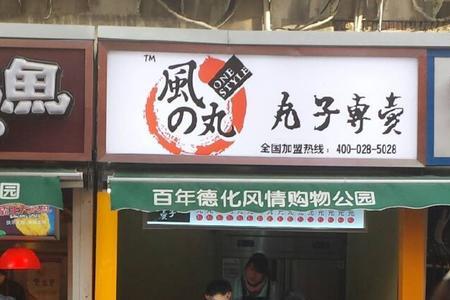 魚
TM
ONE STYLE
風の丸
丸子專賣
全国加盟热线：400-028-5028
园
百年德化风情购物公园